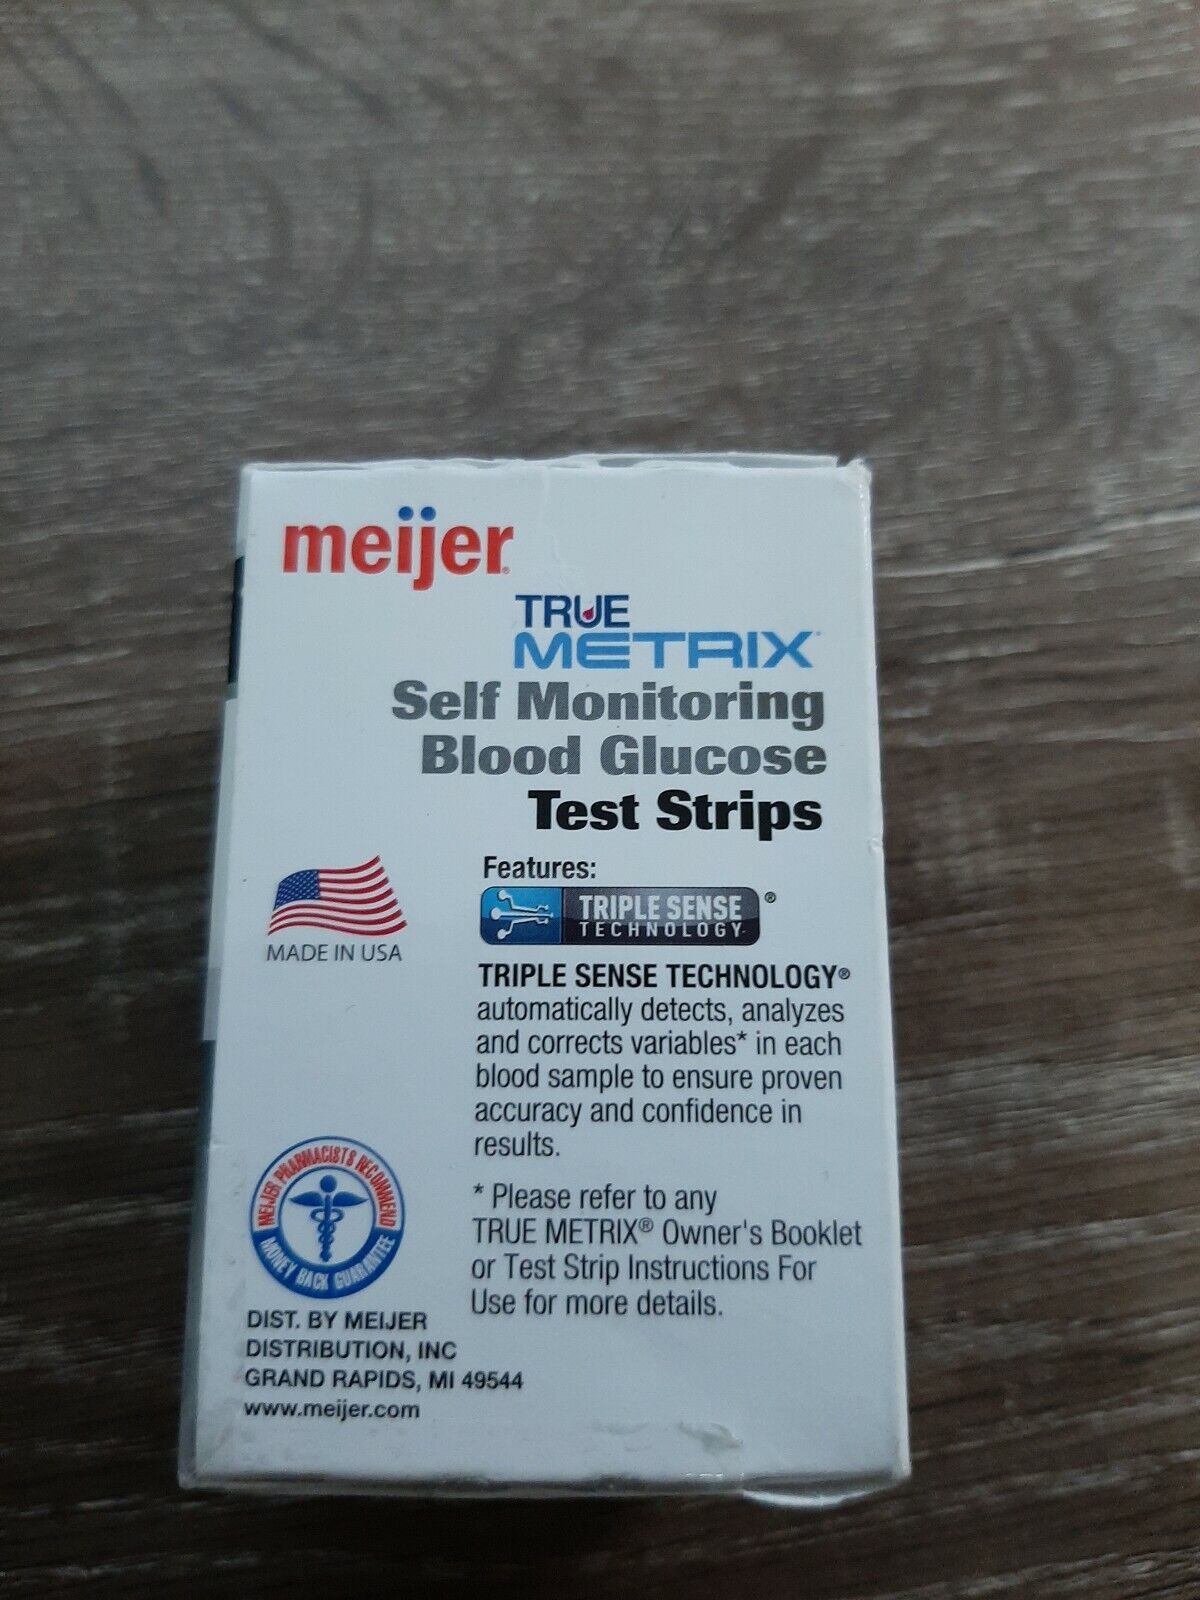 meijer
TRUE
METRIX®
Self Monitoring
Blood Glucose
Test Strips
Features:
TRIPLE SENSE ®
TECHNOLOGY
MADE IN USA
TRIPLE SENSE TECHNOLOGY®
automatically detects, analyzes
and corrects variables* in each
blood sample to ensure proven
accuracy and confidence in
results.
* Please refer to any
TRUE METRIX® Owner's Booklet
or Test Strip Instructions For
Use for more details.
MEIJER PHARMACISTS RECOMMEND
MONEY BACK GUARANTEE
DIST. BY MEIJER
DISTRIBUTION, INC
GRAND RAPIDS, MI 49544
www.meijer.com